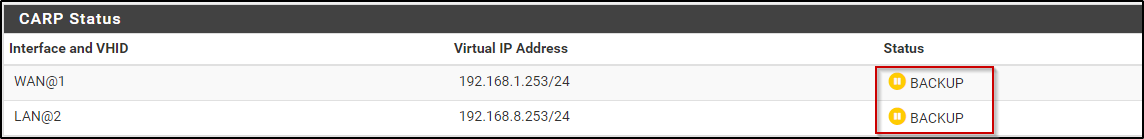 CARP Status
Interface and VHID Virtual IP Address Status
WAN@1 192.168.1.253/24 BACKUP
LAN@2 192.168.8.253/24 BACKUP